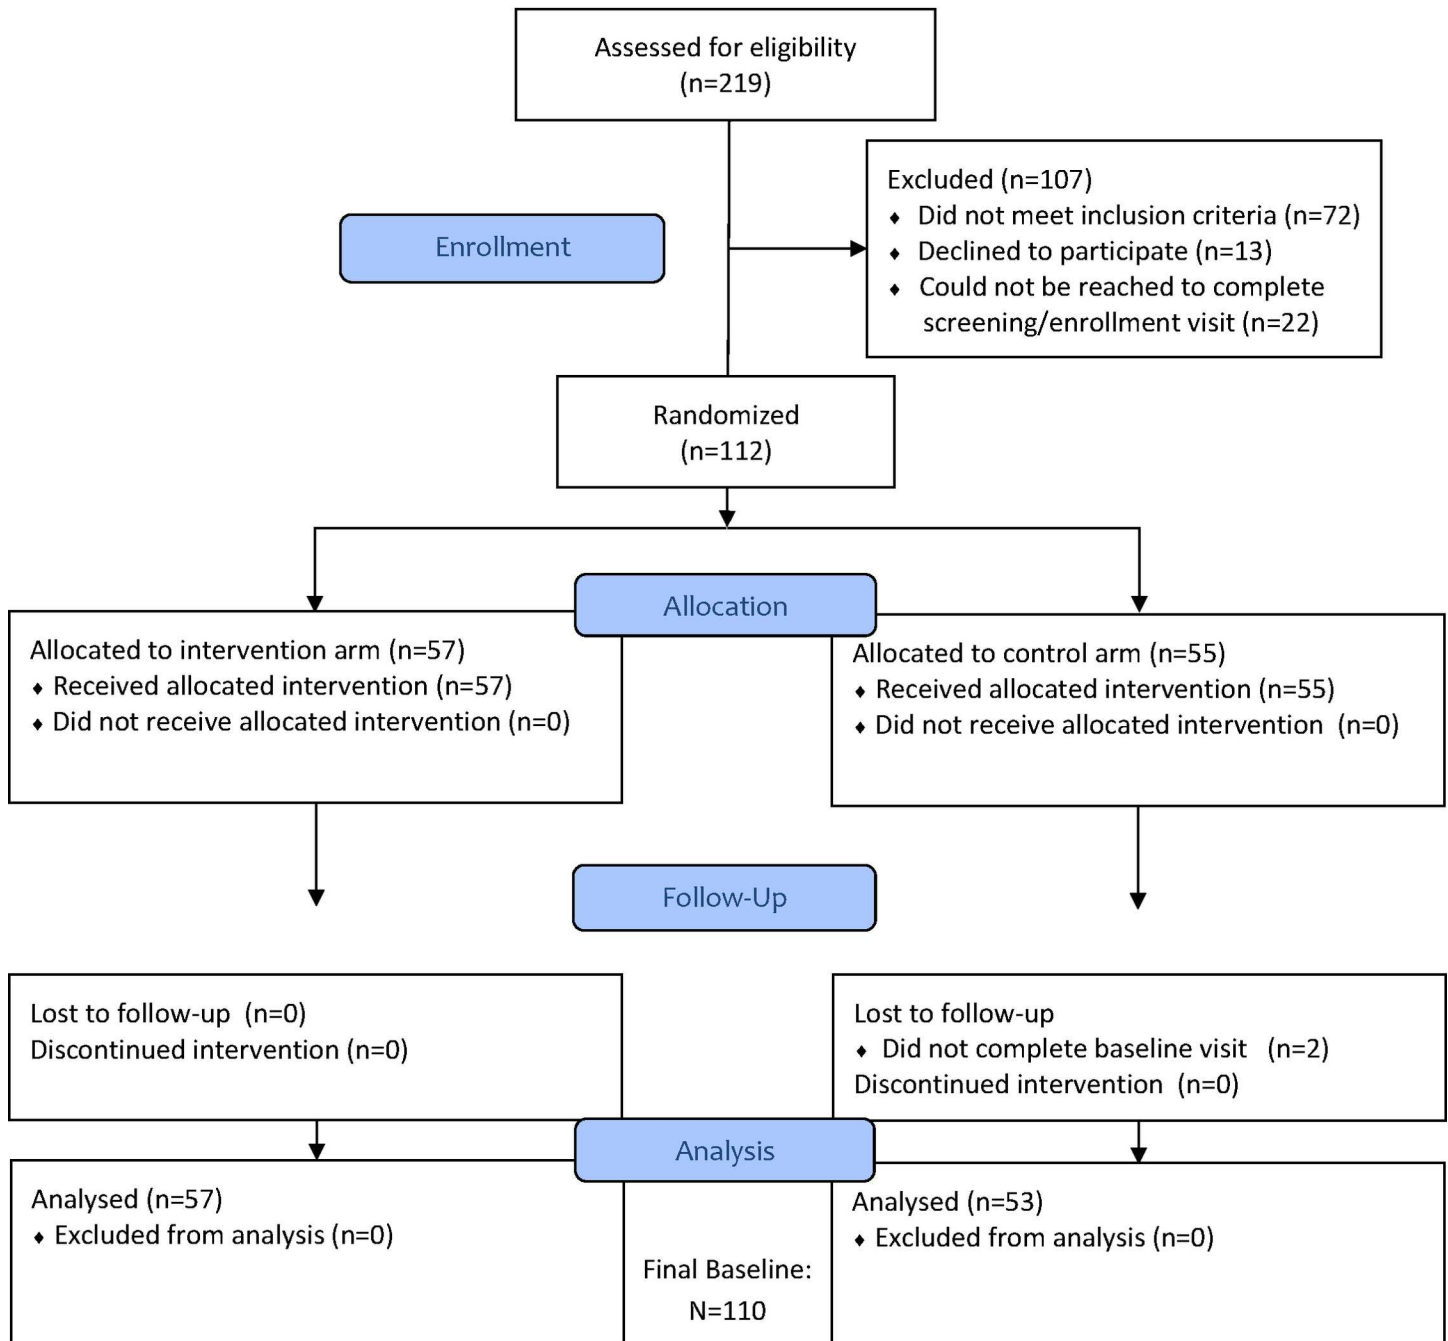 Assessed for eligibility
(n=219)
Excluded (n=107)
♦ Did not meet inclusion criteria (n=72)
♦ Declined to participate (n=13)
♦ Could not be reached to complete
screening/enrollment visit (n=22)
Enrollment
Randomized
(n=112)
Allocation
Allocated to intervention arm (n=57)
♦ Received allocated intervention (n=57)
♦ Did not receive allocated intervention (n=0)
Allocated to control arm (n=55)
♦ Received allocated intervention (n=55)
♦ Did not receive allocated intervention (n=0)
Follow-Up
Lost to follow-up (n=0)
Discontinued intervention (n=0)
Lost to follow-up
♦ Did not complete baseline visit (n=2)
Discontinued intervention (n=0)
Analysis
Analysed (n=57)
♦ Excluded from analysis (n=0)
Analysed (n=53)
♦ Excluded from analysis (n=0)
Final Baseline:
N=110